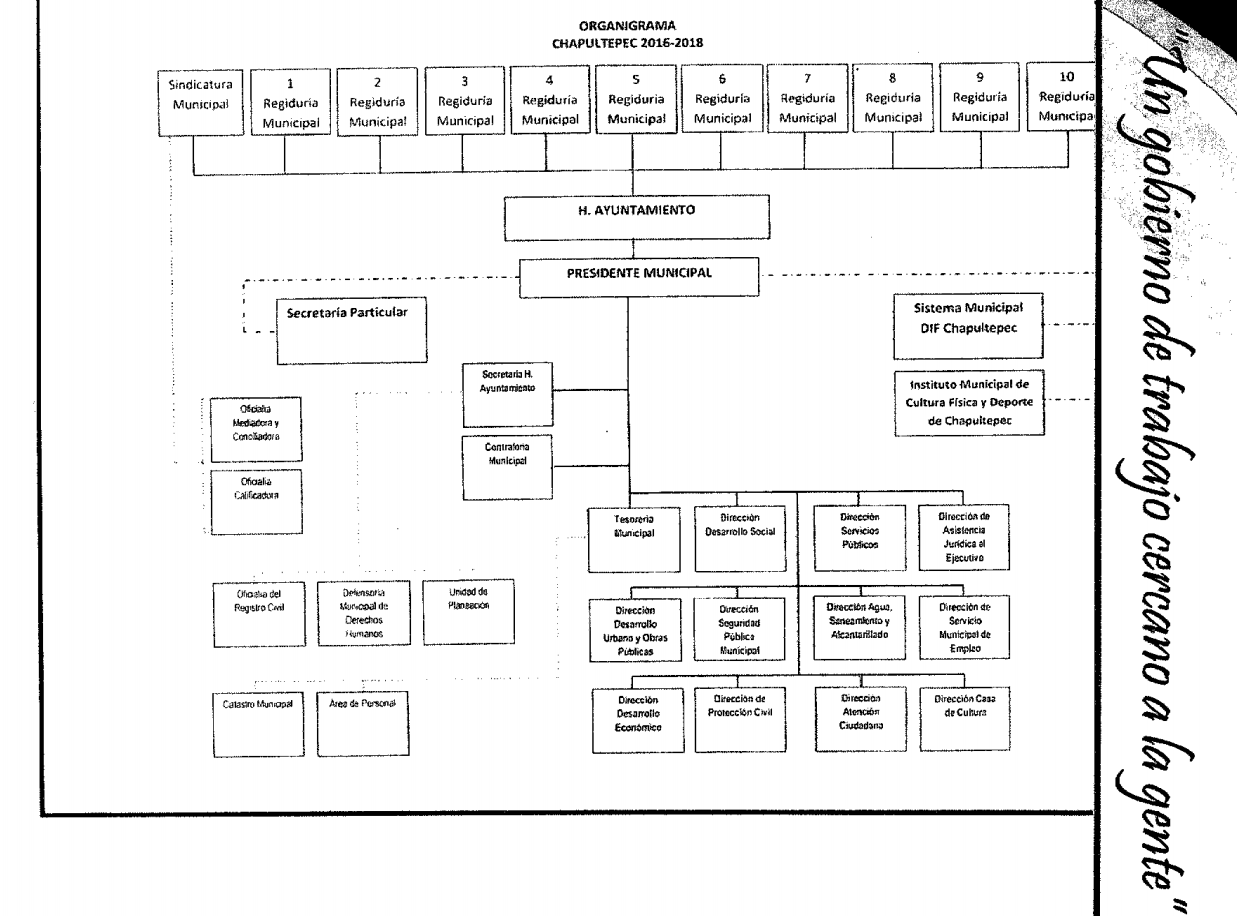 ORGANIGRAMA
CHAPULTEPEC 2016-2018
Sindicatura
Municipal
1
Regiduría
Municipal
2
Regiduría
Municipal
3
Regiduría
Municipal
4
Regiduría
Municipal
5
Regiduría
Municipal
6
Regiduría
Municipal
7
Regiduría
Municipal
8
Regiduría
Municipal
9
Regiduría
Municipal
10
Regiduría
Municipa
H. AYUNTAMIENTO
PRESIDENTE MUNICIPAL
Secretaría Particular
Sistema Municipal
DIF Chapultepec
Instituto Municipal de
Cultura Física y Deporte
de Chapultepec
Secretaría H.
Ayuntamiento
Contraloría
Municipal
Oficialía
Mediadora y
Conciliadora
Oficialía
Calificadora
Tesorería
Municipal
Dirección
Desarrollo Social
Dirección
Servicios
Públicos
Dirección de
Asistencia
Jurídica al
Ejecutivo
Oficialía del
Registro Civil
Defensoría
Municipal de
Derechos
Humanos
Unidad de
Planeación
Dirección
Desarrollo
Urbano y Obras
Públicas
Dirección
Seguridad
Pública
Municipal
Dirección Agua,
Saneamiento y
Alcantarillado
Dirección de
Servicio
Municipal de
Empleo
Catastro Municipal
Área de Personal
Dirección
Desarrollo
Económico
Dirección de
Protección Civil
Dirección
Atención
Ciudadana
Dirección Casa
de Cultura
"Un gobierno de trabajo cercano a la gente"